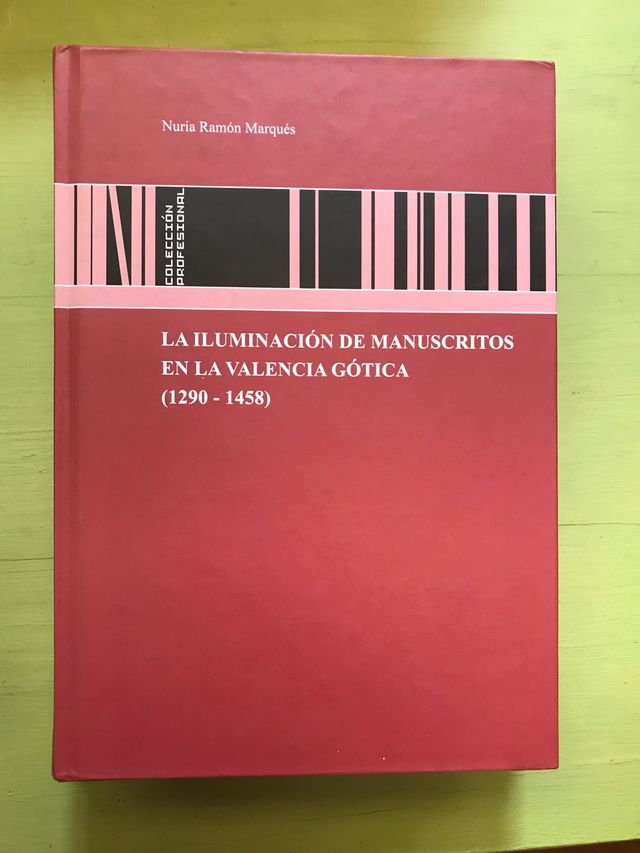 Nuria Ramón Marqués
COLECCIÓN
PROFESIONAL
LA ILUMINACIÓN DE MANUSCRITOS
EN LA VALENCIA GÓTICA
(1290 - 1458)